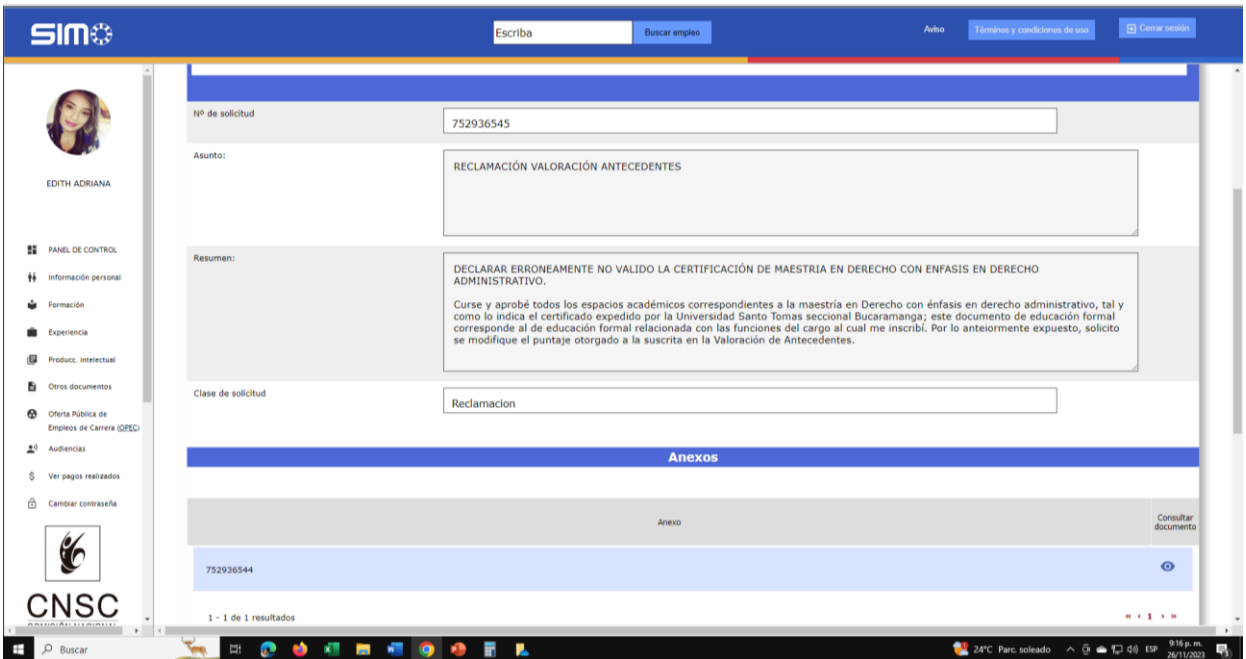 SIMO
Escriba
Buscar empleo
Aviso
Términos y condiciones de uso
Cerrar sesión
EDITH ADRIANA
PANEL DE CONTROL
Información personal
Formación
Experiencia
Producc. intelectual
Otros documentos
Oferta Pública de
Empleos de Carrera (OPEC)
Audiencias
Ver pagos realizados
Cambiar contraseña
CNSC
Nº de solicitud
752936545
Asunto:
RECLAMACIÓN VALORACIÓN ANTECEDENTES
Resumen:
DECLARAR ERRONEAMENTE NO VALIDO LA CERTIFICACIÓN DE MAESTRIA EN DERECHO CON ENFASIS EN DERECHO
ADMINISTRATIVO.
Curse y aprobé todos los espacios académicos correspondientes a la maestría en Derecho con énfasis en derecho administrativo, tal y
como lo indica el certificado expedido por la Universidad Santo Tomas seccional Bucaramanga; este documento de educación formal
corresponde al de educación formal relacionada con las funciones del cargo al cual me inscribí. Por lo anteiormente expuesto, solicito
se modifique el puntaje otorgado a la suscrita en la Valoración de Antecedentes.
Clase de solicitud
Reclamacion
Anexos
Anexo
Consultar
documento
752936544
1 - 1 de 1 resultados
« ‹ 1 › »
Buscar
24°C Parc. soleado
ESP
9:16 p. m.
26/11/2023